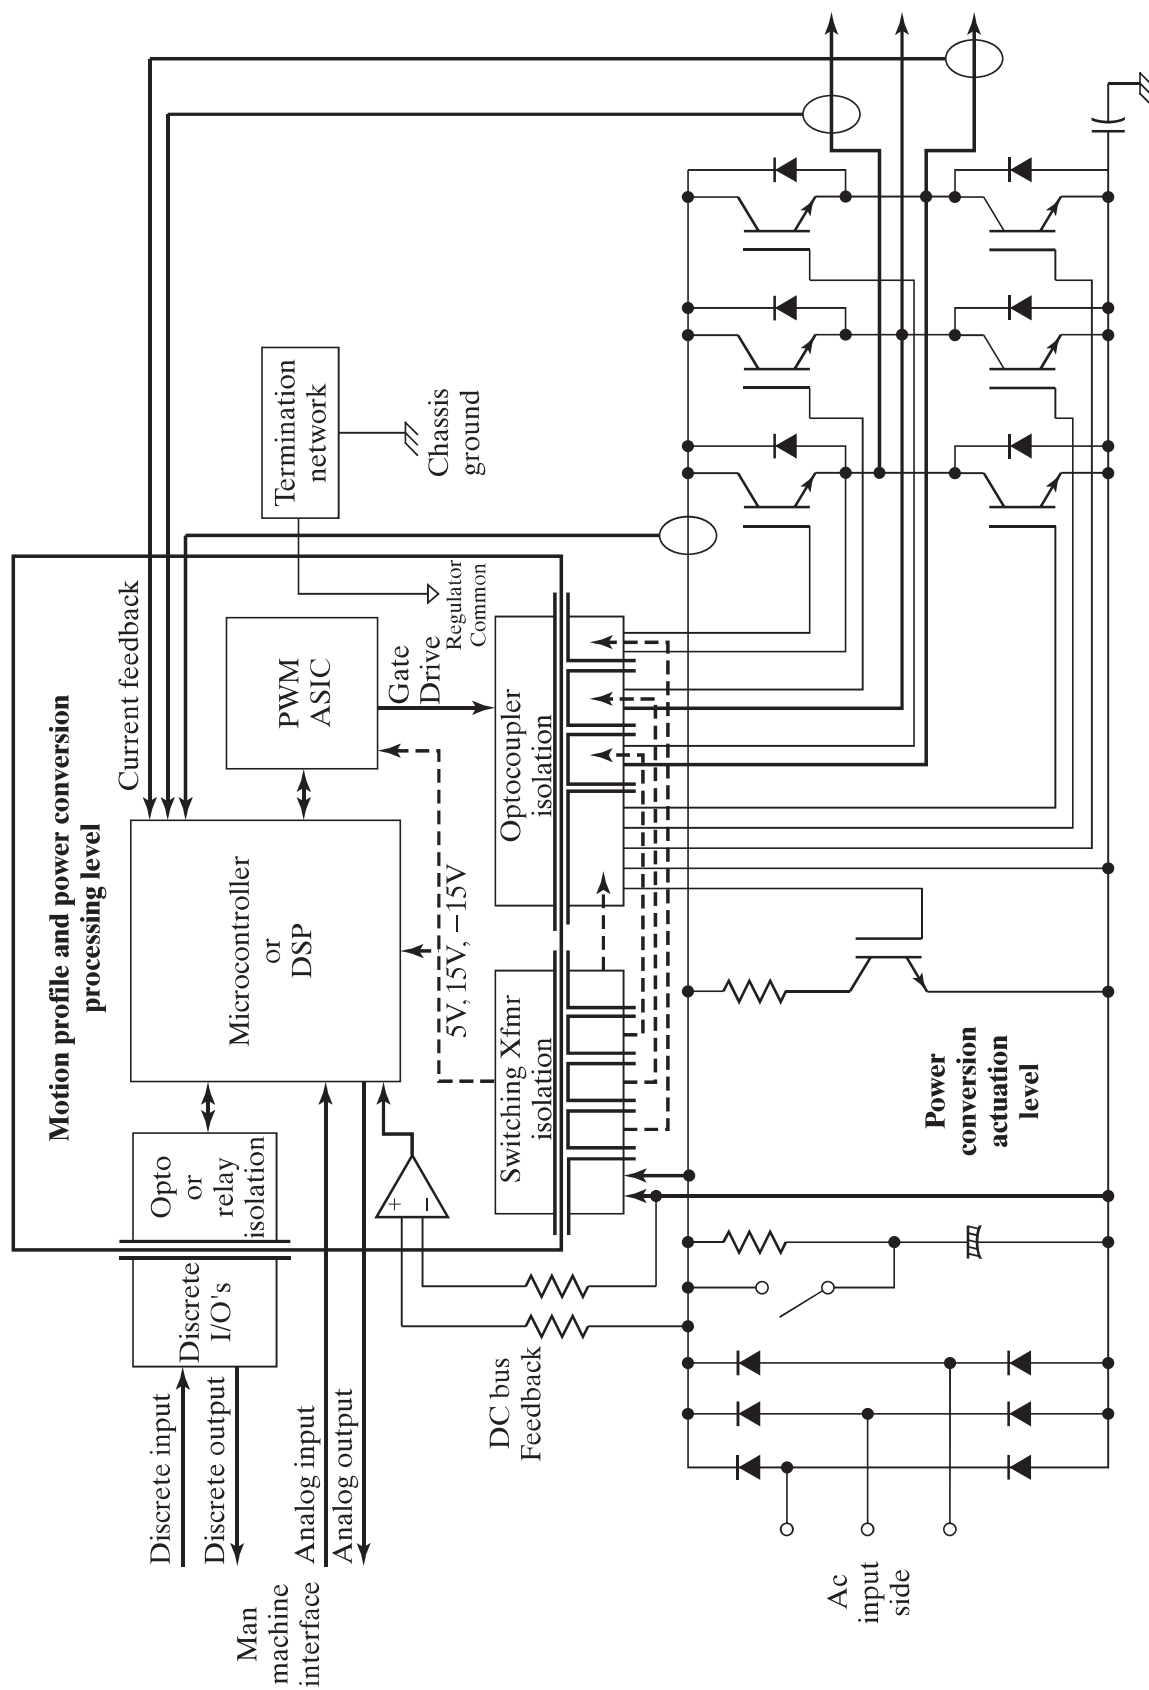 Motion profile and power conversion
processing level
Current feedback
Termination
network
Chassis
ground
PWM
ASIC
Gate
Drive
Regulator
Common
Microcontroller
or
DSP
5V, 15V, −15V
Optocoupler
isolation
Switching Xfmr
isolation
Opto
or
relay
isolation
+
−
Discrete
I/O's
Discrete input
Discrete output
Analog input
Analog output
Man
machine
interface
DC bus
Feedback
Power
conversion
actuation
level
Ac
input
side